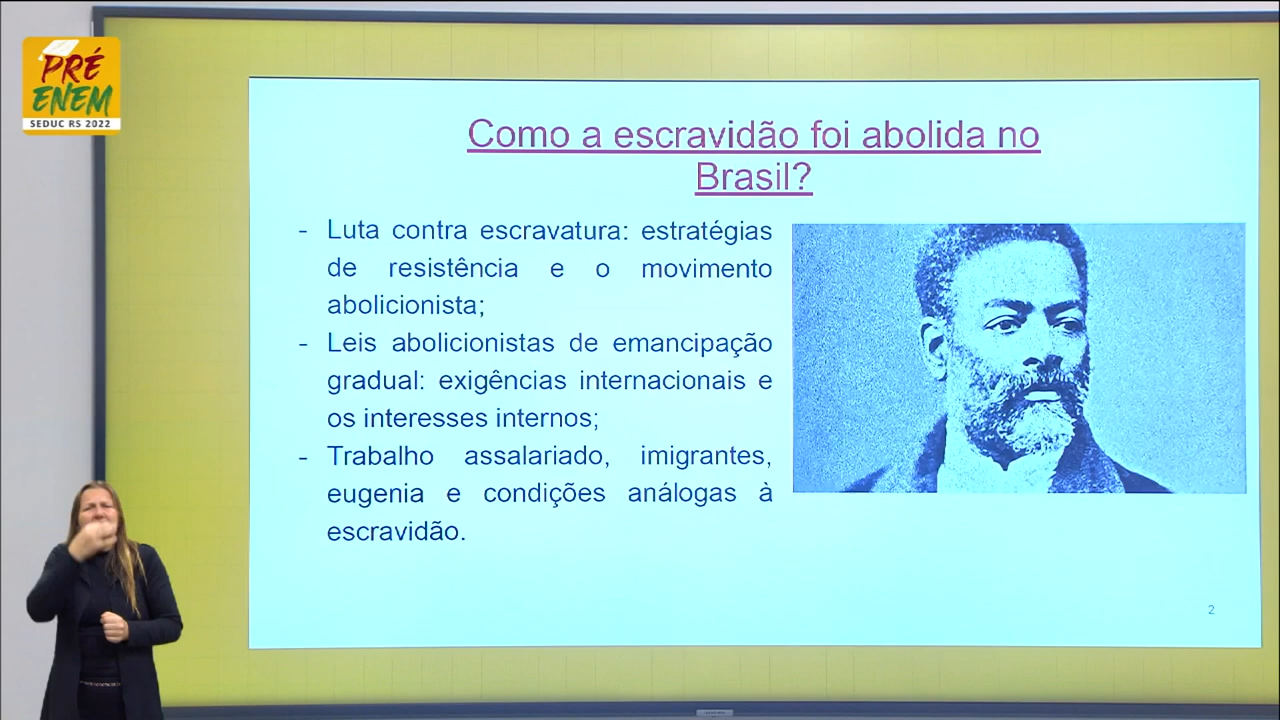 PRÉ
ENEM
SEDUC RS 2022
Como a escravidão foi abolida no
Brasil?
- Luta contra escravatura: estratégias
de resistência e o movimento
abolicionista;
- Leis abolicionistas de emancipação
gradual: exigências internacionais e
os interesses internos;
- Trabalho assalariado, imigrantes,
eugenia e condições análogas à
escravidão.
2